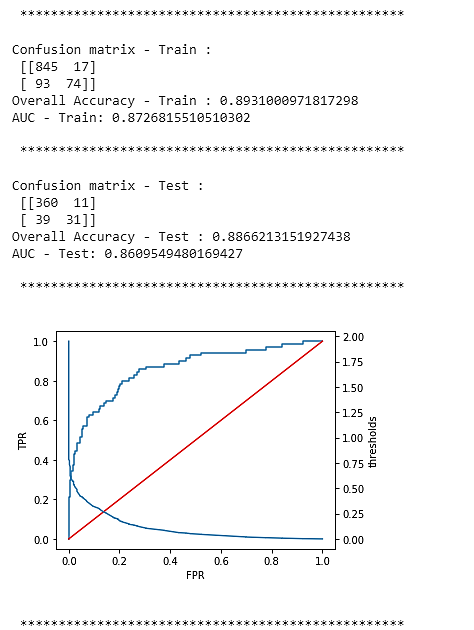 ************************************************
Confusion matrix - Train :
[[845  17]
[ 93  74]]
Overall Accuracy - Train : 0.8931000971817298
AUC - Train: 0.8726815510510302
************************************************
Confusion matrix - Test :
[[360  11]
[ 39  31]]
Overall Accuracy - Test : 0.8866213151927438
AUC - Test: 0.8609549480169427
************************************************
1.0
0.8
0.6
0.4
0.2
0.0
TPR
2.00
1.75
1.50
1.25
1.00
0.75
0.50
0.25
0.00
thresholds
0.0 0.2 0.4 0.6 0.8 1.0
FPR
************************************************